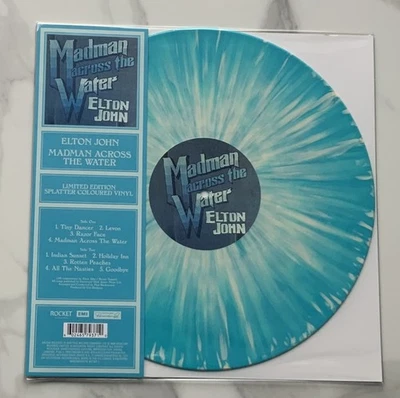 Madman
across the
Water
ELTON
JOHN
ELTON JOHN
MADMAN ACROSS
THE WATER
LIMITED EDITION
SPLATTER COLOURED VINYL
Side One
1. Tiny Dancer 2. Levon
3. Razor Face
4. Madman Across The Water
Side Two
1. Indian Sunset 2. Holiday Inn
3. Rotten Peaches
4. All The Nasties 5. Goodbye
ROCKET EMI
Madman
across the
Water
ELTON
JOHN